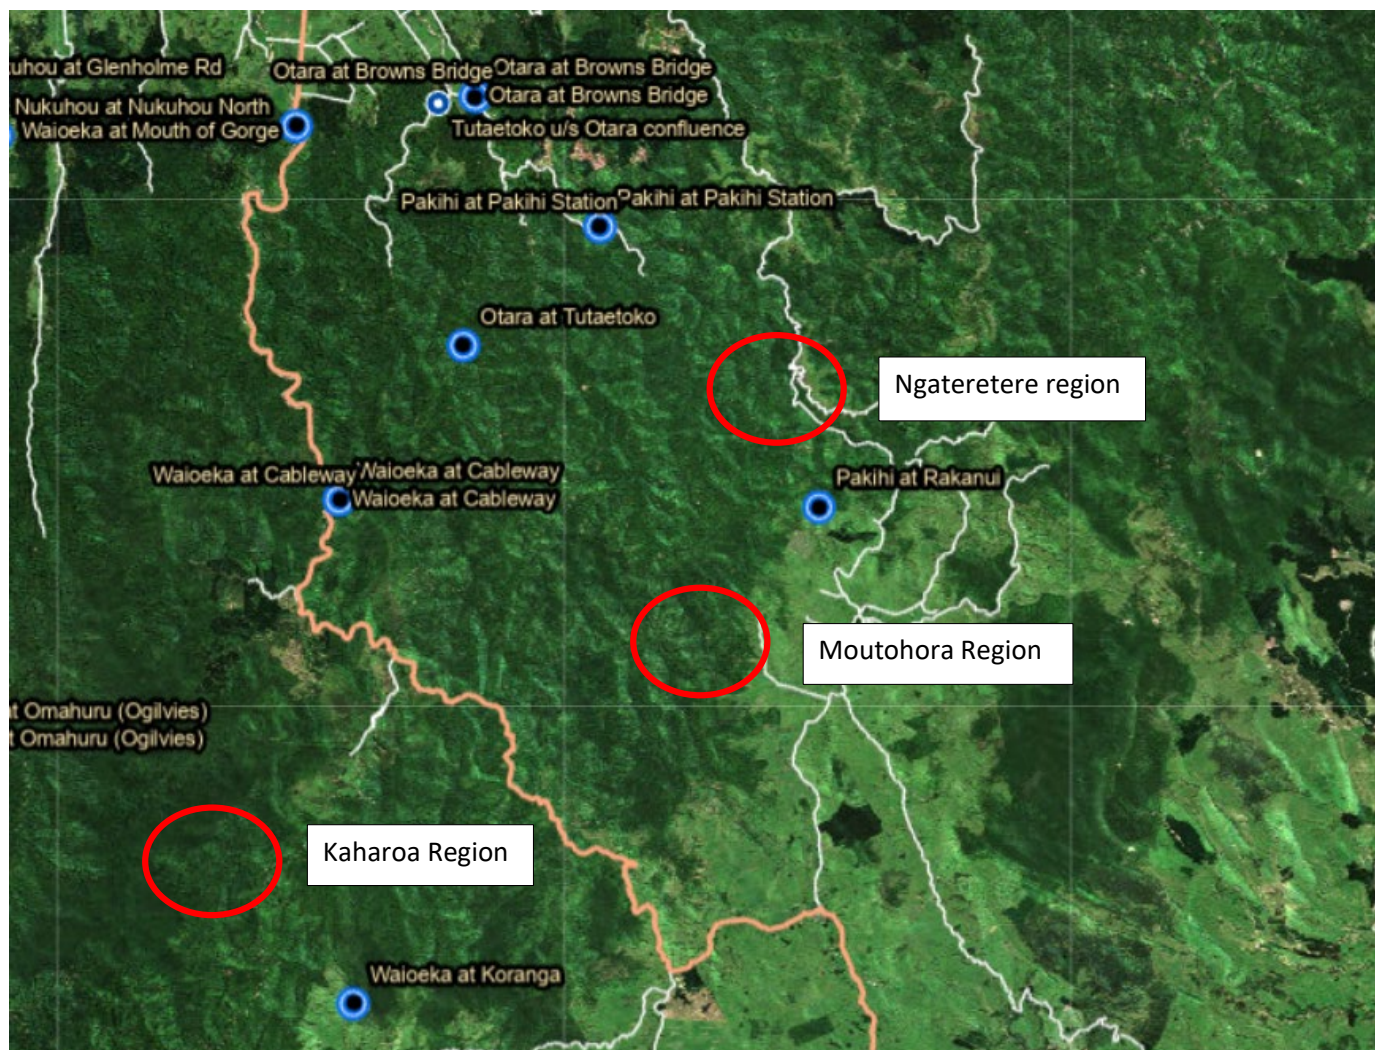 uhou at Glenholme Rd
Otara at Browns Bridge
Otara at Browns Bridge
Otara at Browns Bridge
Nukuhou at Nukuhou North
Waioeka at Mouth of Gorge
Tutaetoko u/s Otara confluence
Pakihi at Pakihi Station
Pakihi at Pakihi Station
Otara at Tutaetoko
Ngateretere region
Waioeka at Cableway
Waioeka at Cableway
Waioeka at Cableway
Pakihi at Rakanui
Moutohora Region
at Omahuru (Ogilvies)
t Omahuru (Ogilvies)
Kaharoa Region
Waioeka at Koranga